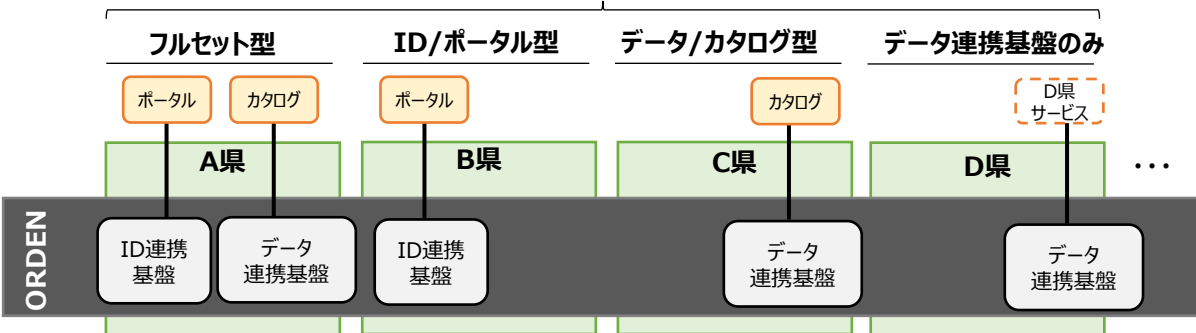 フルセット型
ID/ポータル型
データ/カタログ型
データ連携基盤のみ
ポータル
カタログ
ポータル
カタログ
D県
サービス
A県
B県
C県
D県
・・・
ORDEN
ID連携
基盤
データ
連携基盤
ID連携
基盤
データ
連携基盤
データ
連携基盤